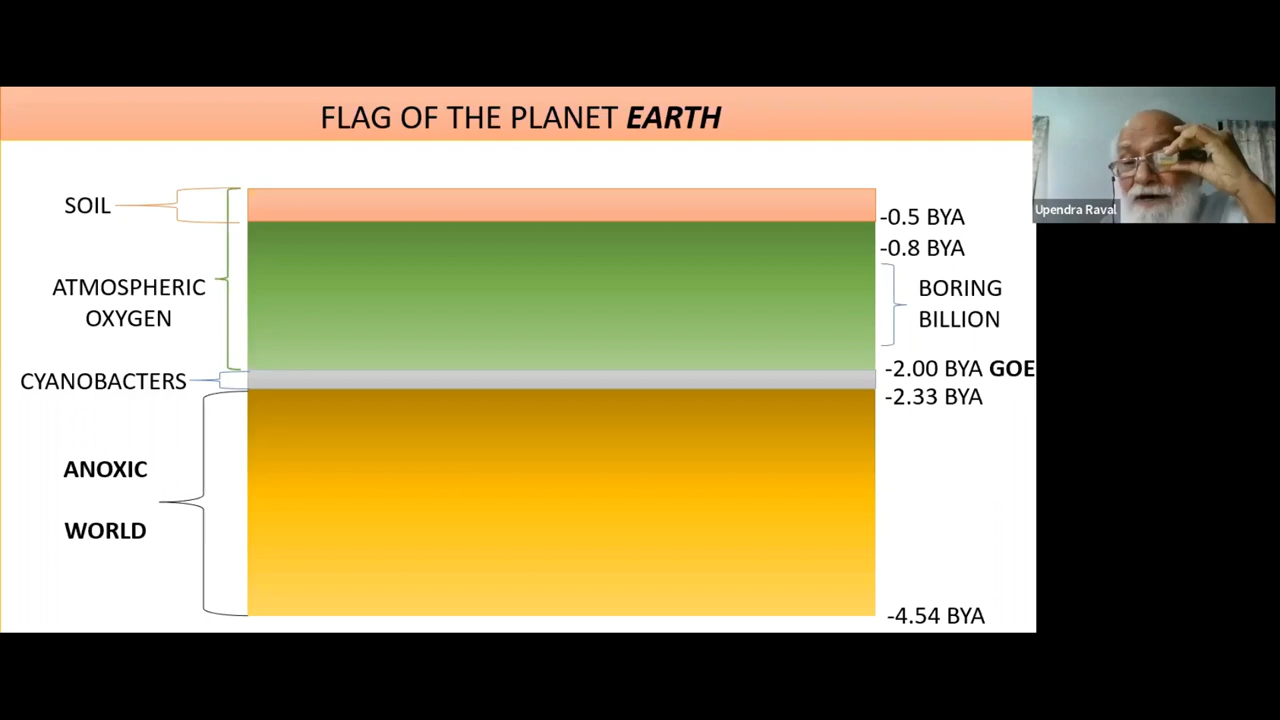 FLAG OF THE PLANET EARTH
Upendra Raval
SOIL
-0.5 BYA
-0.8 BYA
ATMOSPHERIC
OXYGEN
BORING
BILLION
-2.00 BYA GOE
CYANOBACTERS
-2.33 BYA
ANOXIC
WORLD
-4.54 BYA